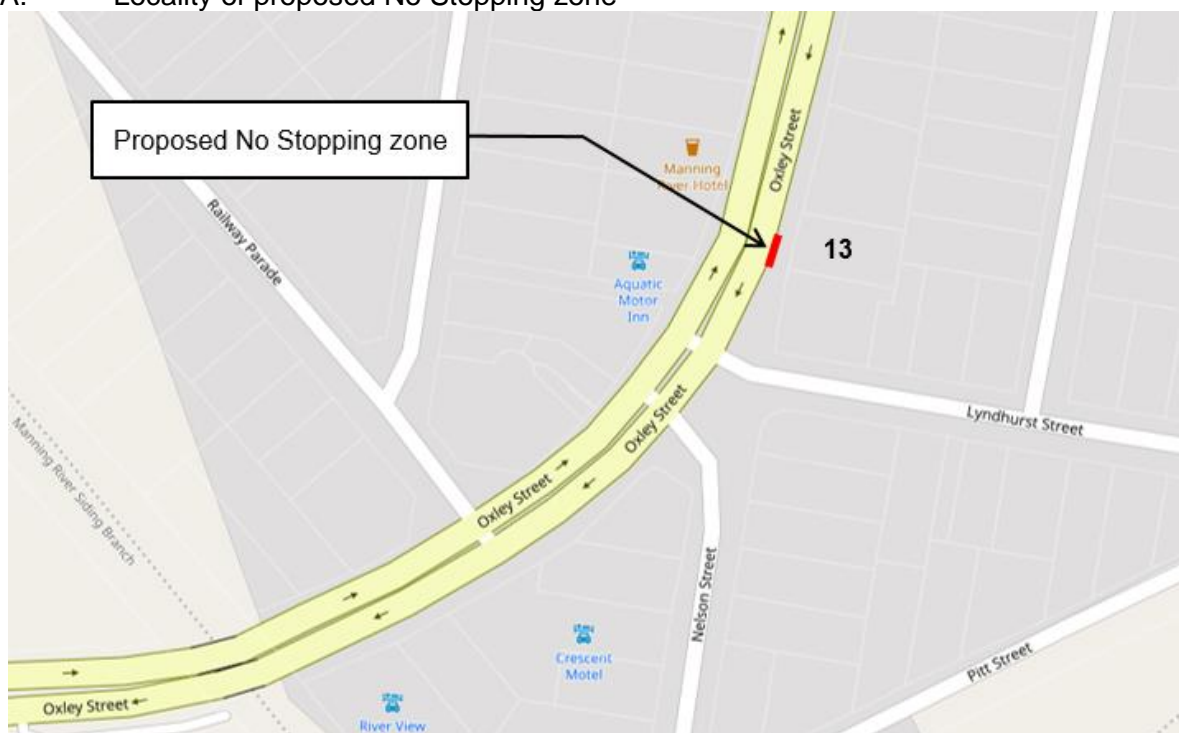 A. Locality of proposed No Stopping zone
Proposed No Stopping zone
Oxley Street
Manning
River Hotel
13
Railway Parade
Aquatic
Motor
Inn
Lyndhurst Street
Oxley Street
Oxley Street
Manning River Siding Branch
Nelson Street
Crescent
Motel
Pitt Street
Oxley Street
River View